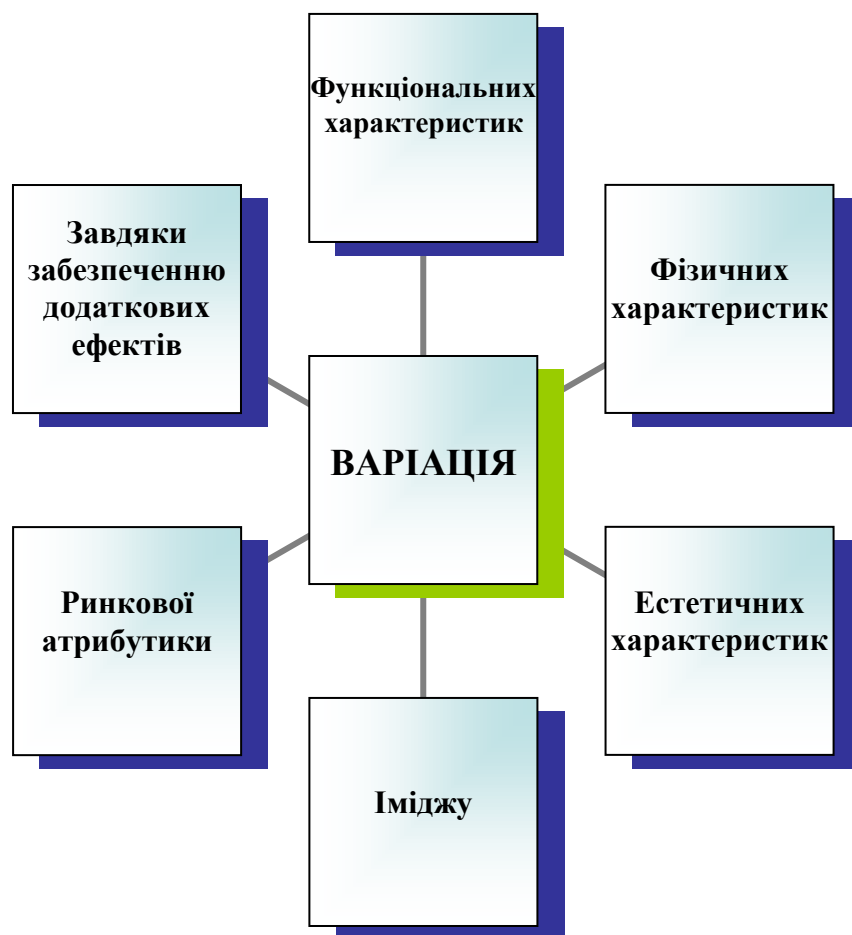 Функціональних
характеристик
Завдяки
забезпеченню
додаткових
ефектів
Фізичних
характеристик
ВАРІАЦІЯ
Ринкової
атрибутики
Естетичних
характеристик
Іміджу